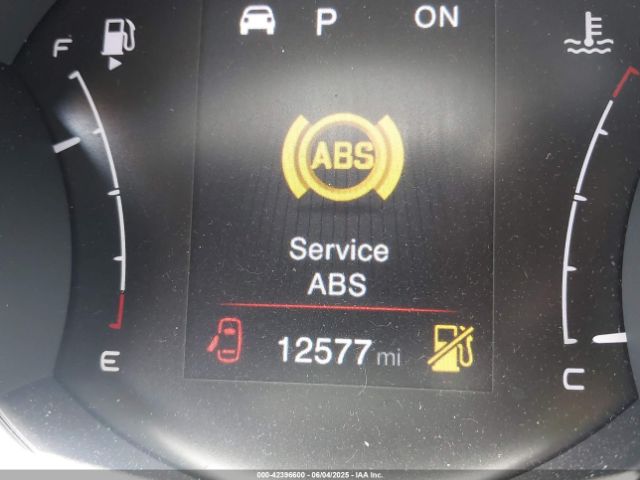 P ON
F
ABS
Service
ABS
12577 mi
E
C
000-42396600 - 06/04/2025 - IAA Inc.